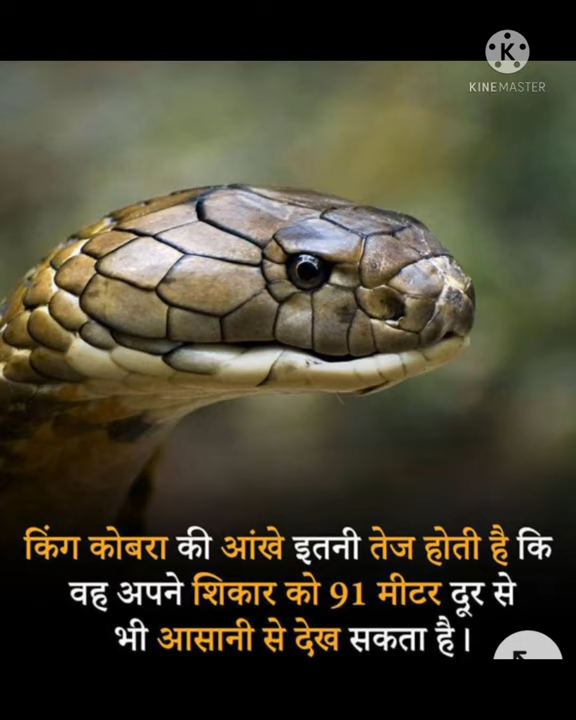 K
KINEMASTER
किंग कोबरा की आंखे इतनी तेज होती है कि
वह अपने शिकार को 91 मीटर दूर से
भी आसानी से देख सकता है।